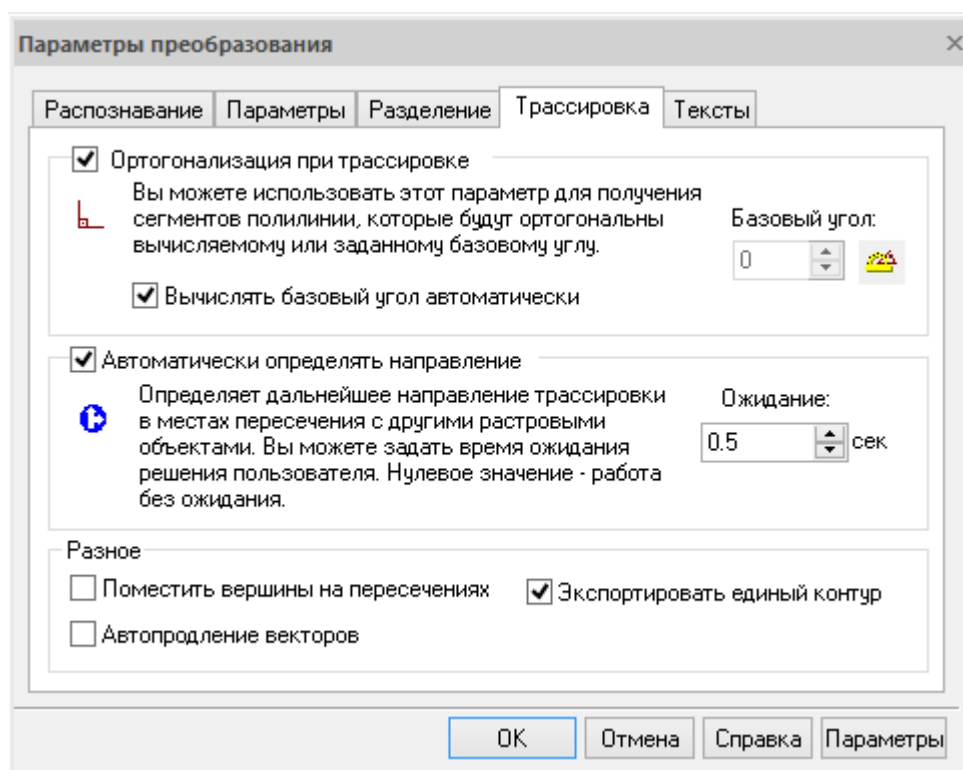 Параметры преобразования
Распознавание Параметры Разделение Трассировка Тексты
Ортогонализация при трассировке
Вы можете использовать этот параметр для получения
сегментов полилинии, которые будут ортогональны
вычисляемому или заданному базовому углу.
Базовый угол:
0
Вычислять базовый угол автоматически
Автоматически определять направление
Определяет дальнейшее направление трассировки
в местах пересечения с другими растровыми
объектами. Вы можете задать время ожидания
решения пользователя. Нулевое значение - работа
без ожидания.
Ожидание:
0.5 сек
Разное
Поместить вершины на пересечениях
Экспортировать единый контур
Автопродление векторов
OK Отмена Справка Параметры